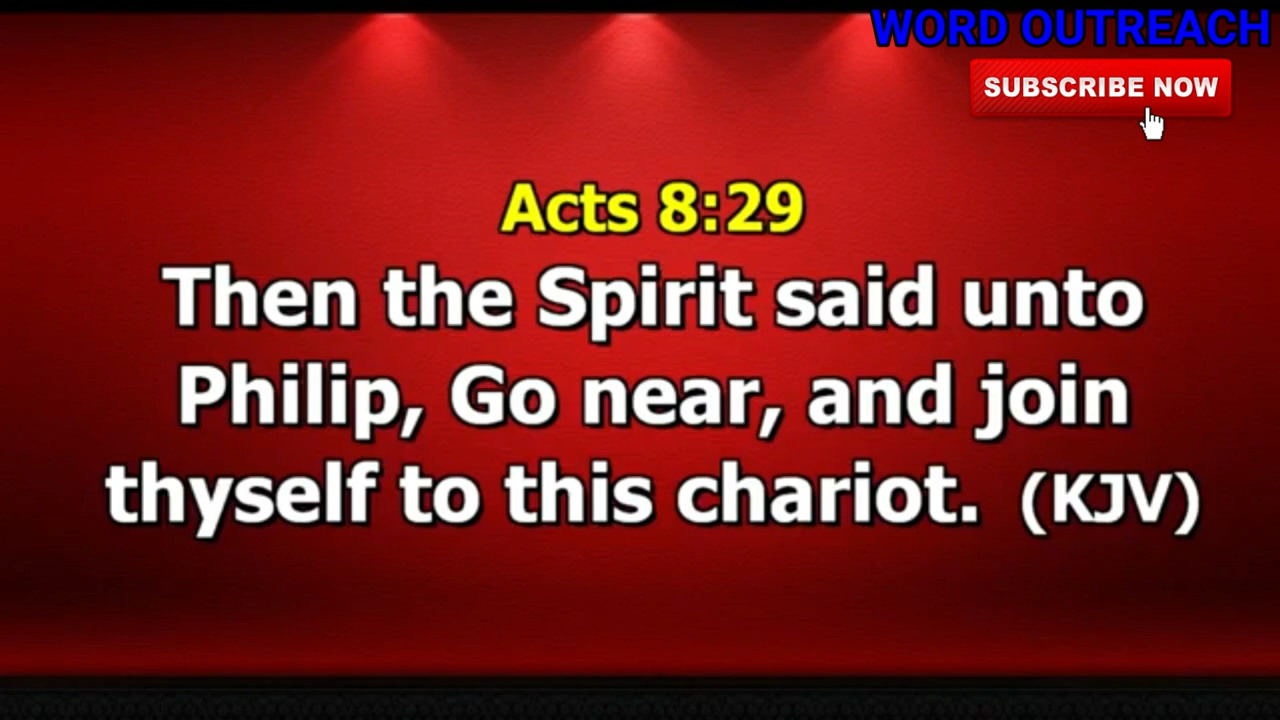 WORD OUTREACH
SUBSCRIBE NOW
Acts 8:29
Then the Spirit said unto
Philip, Go near, and join
thyself to this chariot. (KJV)